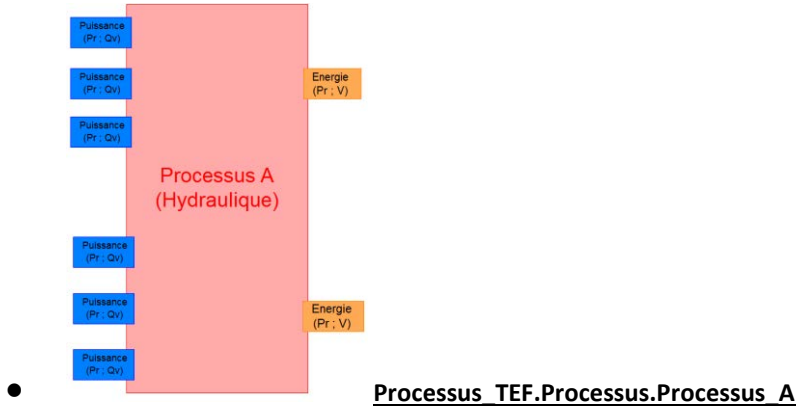 Puissance
(Pr ; Qv)
Puissance
(Pr ; Qv)
Energie
(Pr ; V)
Puissance
(Pr ; Qv)
Processus A
(Hydraulique)
Puissance
(Pr ; Qv)
Puissance
(Pr ; Qv)
Energie
(Pr ; V)
Puissance
(Pr ; Qv)
● Processus_TEF.Processus.Processus_A